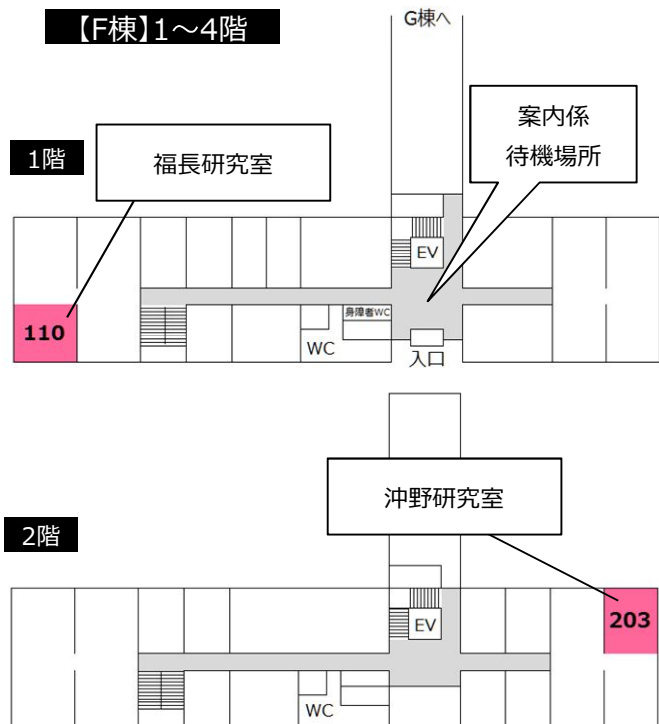 【F棟】1～4階
G棟へ
案内係
待機場所
1階
福長研究室
EV
110
身障者WC
WC
入口
沖野研究室
2階
203
EV
WC